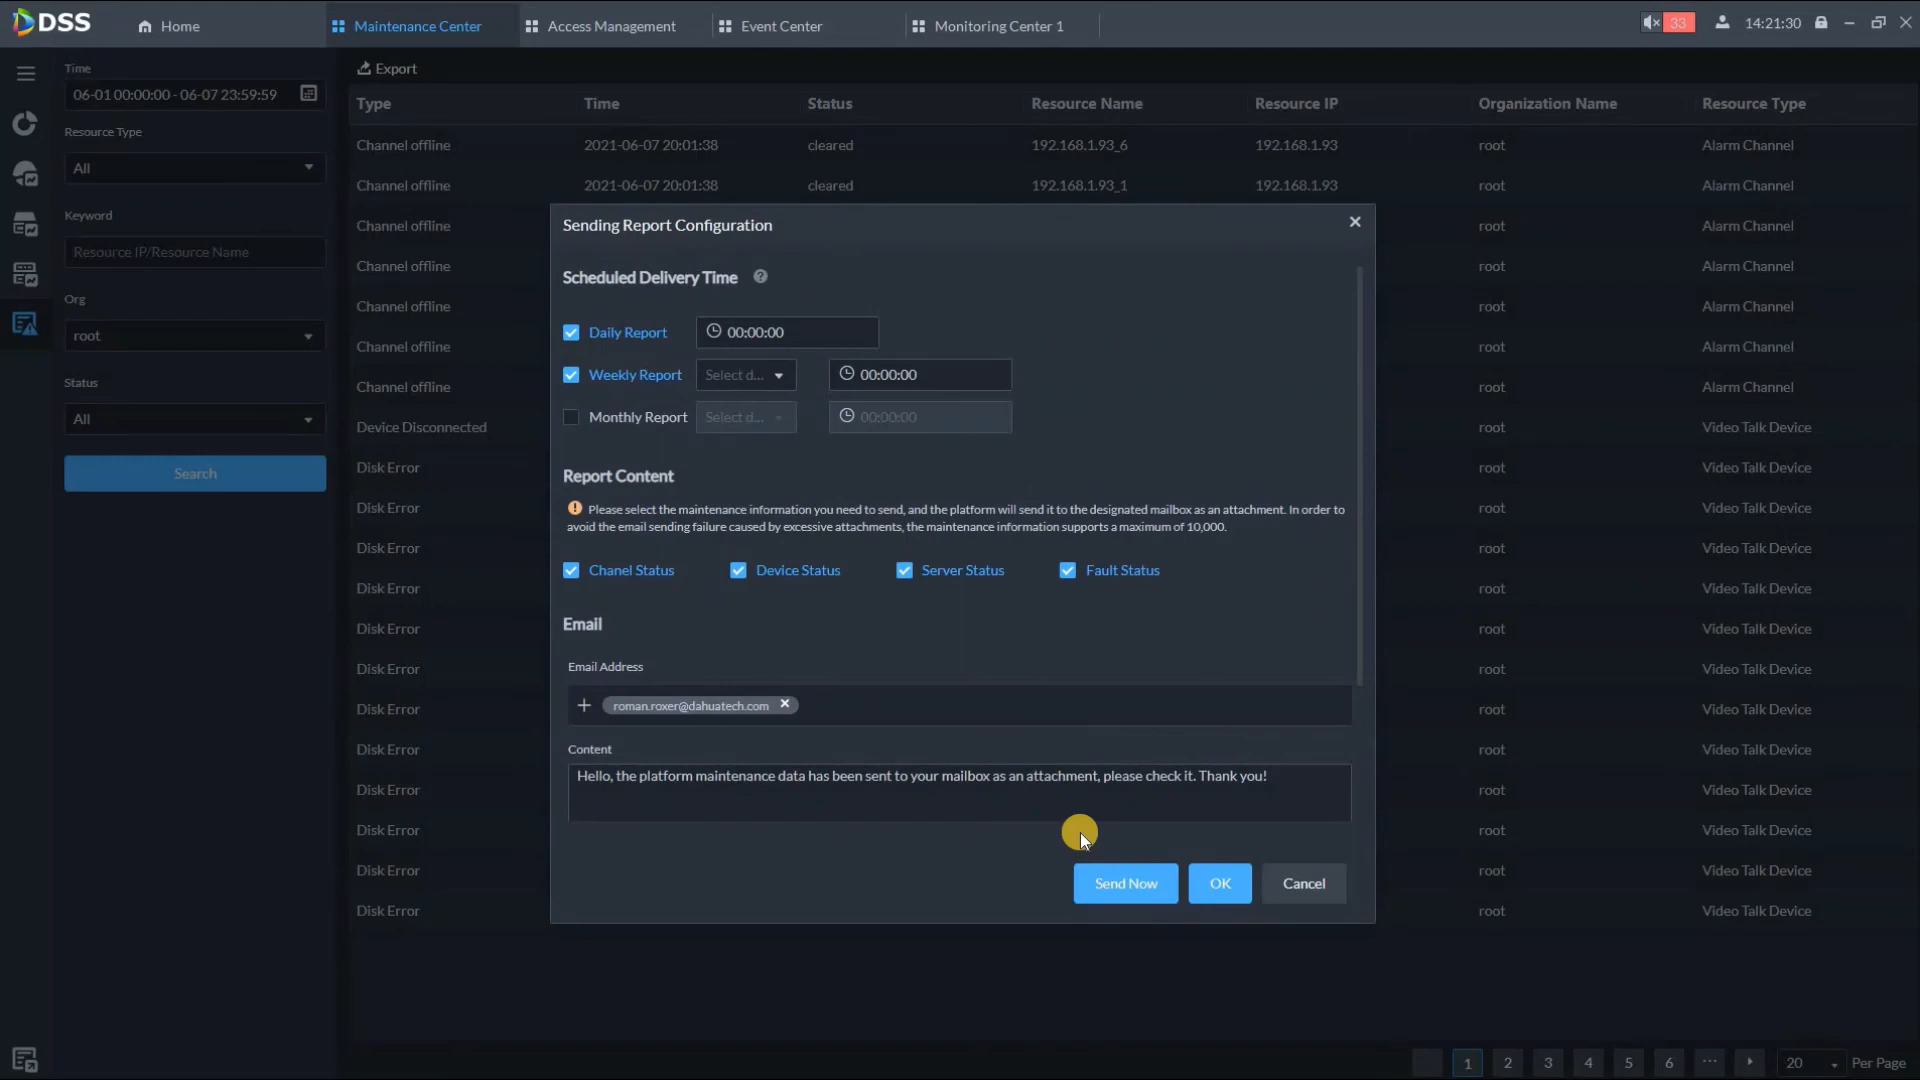 DSS
Home
Maintenance Center
Access Management
Event Center
Monitoring Center 1
33
14:21:30
Time
06-01 00:00:00 - 06-07 23:59:59
Resource Type
All
Keyword
Resource IP/Resource Name
Org
root
Status
All
Search
Export
Type Time Status Resource Name Resource IP Organization Name Resource Type
Channel offline 2021-06-07 20:01:38 cleared 192.168.1.93_6 192.168.1.93 root Alarm Channel
Channel offline 2021-06-07 20:01:38 cleared 192.168.1.93_1 192.168.1.93 root Alarm Channel
Channel offline root Alarm Channel
Channel offline root Alarm Channel
Channel offline root Alarm Channel
Channel offline root Alarm Channel
Channel offline root Alarm Channel
Device Disconnected root Video Talk Device
Disk Error root Video Talk Device
Disk Error root Video Talk Device
Disk Error root Video Talk Device
Disk Error root Video Talk Device
Disk Error root Video Talk Device
Disk Error root Video Talk Device
Disk Error root Video Talk Device
Disk Error root Video Talk Device
Disk Error root Video Talk Device
Disk Error root Video Talk Device
Disk Error root Video Talk Device
Disk Error root Video Talk Device
Sending Report Configuration
Scheduled Delivery Time
Daily Report 00:00:00
Weekly Report Select d... 00:00:00
Monthly Report Select d... 00:00:00
Report Content
Please select the maintenance information you need to send, and the platform will send it to the designated mailbox as an attachment. In order to
avoid the email sending failure caused by excessive attachments, the maintenance information supports a maximum of 10,000.
Chanel Status Device Status Server Status Fault Status
Email
Email Address
roman.roxer@dahuatech.com
Content
Hello, the platform maintenance data has been sent to your mailbox as an attachment, please check it. Thank you!
Send Now OK Cancel
1 2 3 4 5 6 ... 20 Per Page